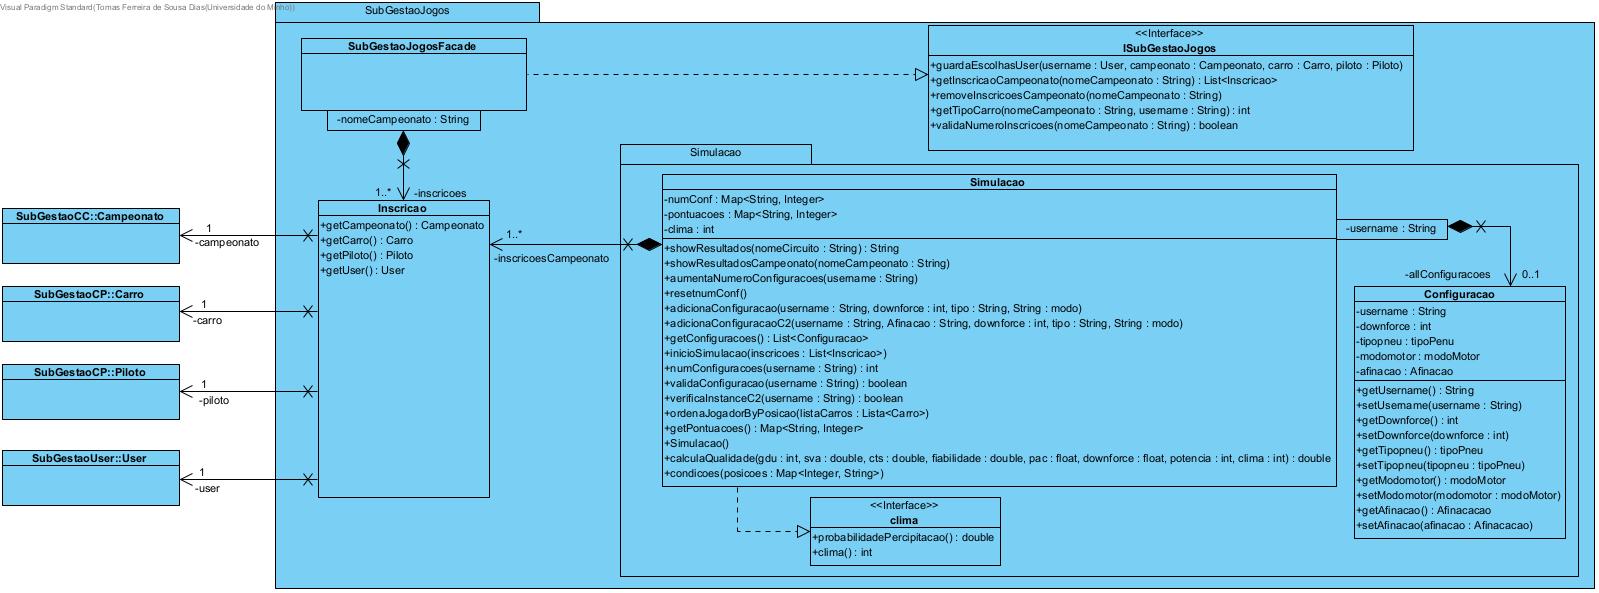 Visual Paradigm Standard(Tomas Ferreira de Sousa Dias(Universidade do Minho))
SubGestaoJogos
SubGestaoJogosFacade
-nomeCampeonato : String
<<Interface>>
ISubGestaoJogos
+guardaEscolhasUser(username : User, campeonato : Campeonato, carro : Carro, piloto : Piloto)
+getInscricaoCampeonato(nomeCampeonato : String) : List<Inscricao>
+removeInscricoesCampeonato(nomeCampeonato : String)
+getTipoCarro(nomeCampeonato : String, username : String) : int
+validaNumeroInscricoes(nomeCampeonato : String) : boolean
1..*
-inscricoes
Inscricao
+getCampeonato() : Campeonato
+getCarro() : Carro
+getPiloto() : Piloto
+getUser() : User
SubGestaoCC::Campeonato
1
-campeonato
SubGestaoCP::Carro
1
-carro
SubGestaoCP::Piloto
1
-piloto
SubGestaoUser::User
1
-user
1..*
-inscricoesCampeonato
Simulacao
Simulacao
-numConf : Map<String, Integer>
-pontuacoes : Map<String, Integer>
-clima : int
+showResultados(nomeCircuito : String) : String
+showResultadosCampeonato(nomeCampeonato : String)
+aumentaNumeroConfiguracoes(username : String)
+resetnumConf()
+adicionaConfiguracao(username : String, downforce : int, tipo : String, String : modo)
+adicionaConfiguracaoC2(username : String, Afinacao : String, downforce : int, tipo : String, String : modo)
+getConfiguracoes() : List<Configuracao>
+inicioSimulacao(inscricoes : List<Inscricao>)
+numConfiguracoes(username : String) : int
+validaConfiguracao(username : String) : boolean
+verificaInstanceC2(username : String) : boolean
+ordenaJogadorByPosicao(listaCarros : Lista<Carro>)
+getPontuacoes() : Map<String, Integer>
+Simulacao()
+calculaQualidade(gdu : int, sva : double, cts : double, fiabilidade : double, pac : float, downforce : float, potencia : int, clima : int) : double
+condicoes(posicoes : Map<Integer, String>)
-username : String
-allConfiguracoes
0..1
Configuracao
-username : String
-downforce : int
-tipopneu : tipoPenu
-modomotor : modoMotor
-afinacao : Afinacao
+getUsername() : String
+setUsername(username : String)
+getDownforce() : int
+setDownforce(downforce : int)
+getTipopneu() : tipoPneu
+setTipopneu(tipopneu : tipoPneu)
+getModomotor() : modoMotor
+setModomotor(modomotor : modoMotor)
+getAfinacao() : Afinacacao
+setAfinacao(afinacao : Afinacacao)
<<Interface>>
clima
+probabilidadePercipitacao() : double
+clima() : int